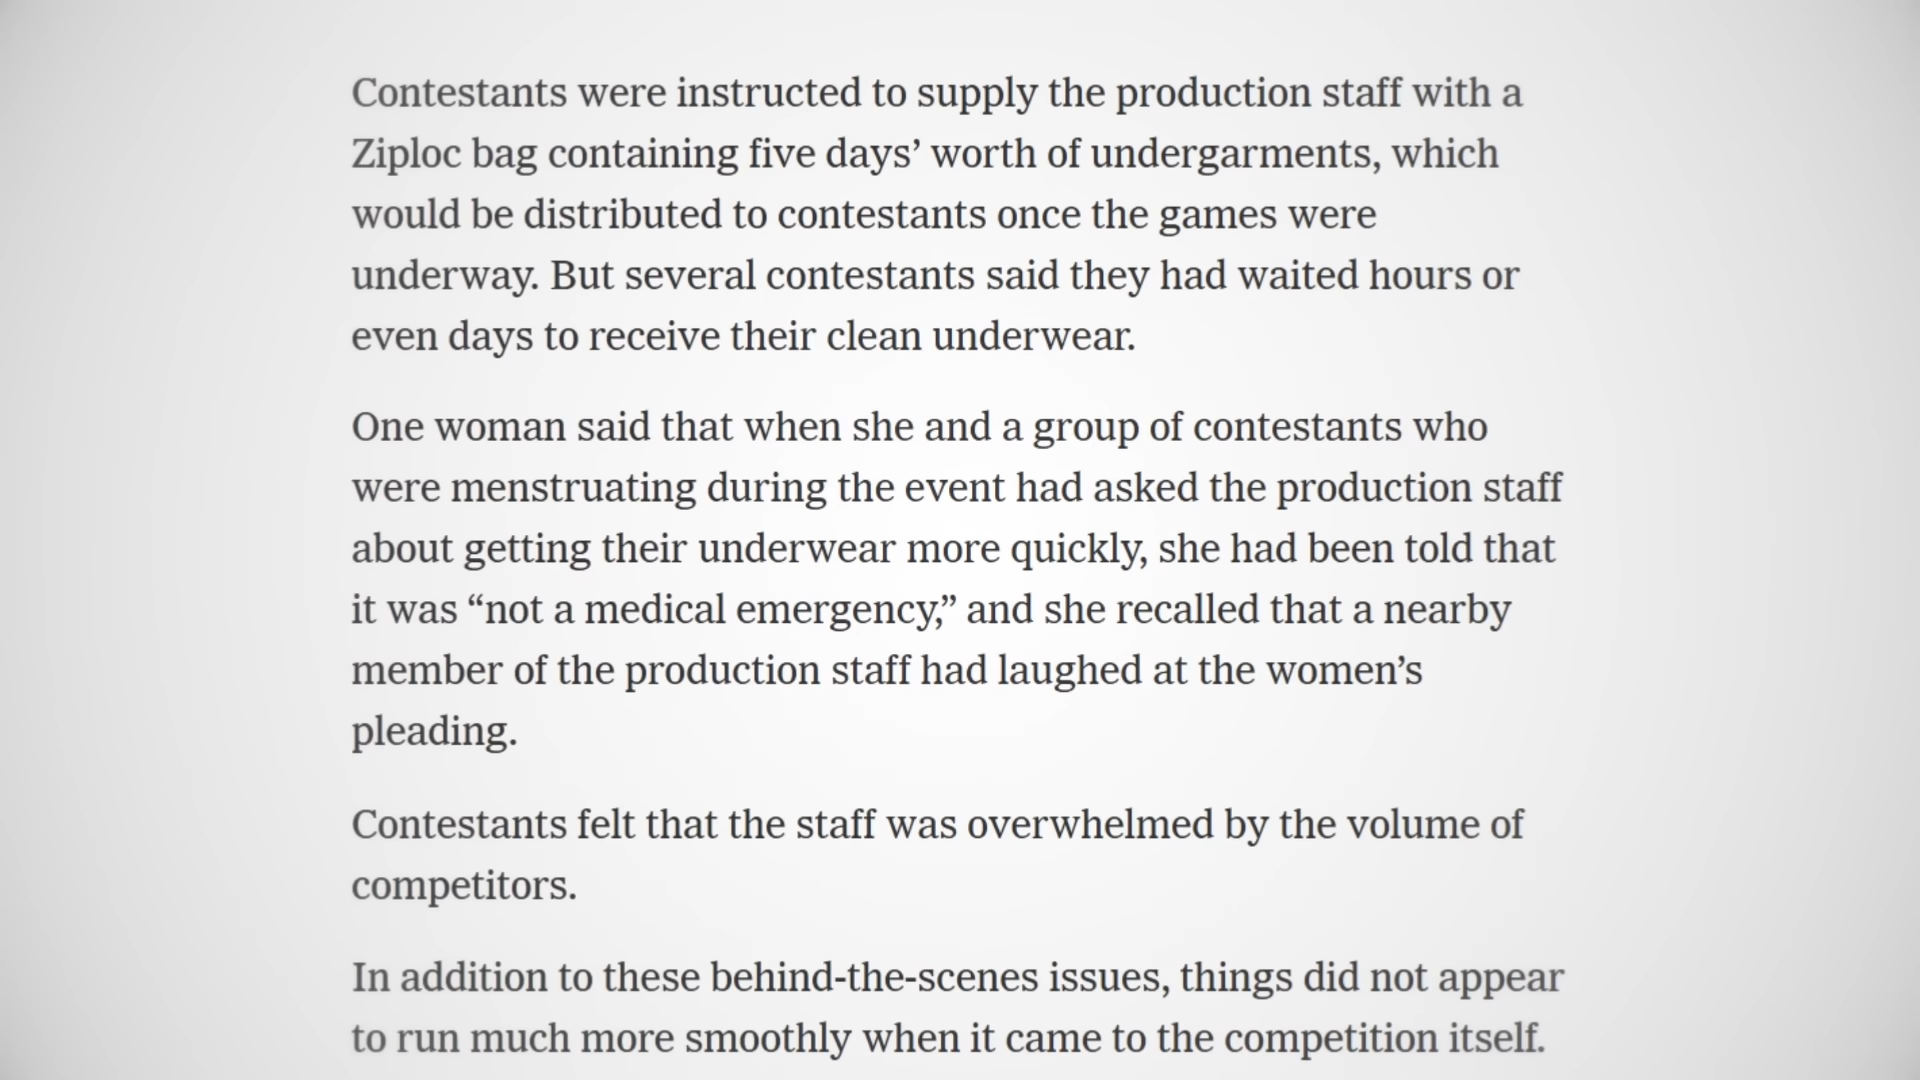 Contestants were instructed to supply the production staff with a
Ziploc bag containing five days’ worth of undergarments, which
would be distributed to contestants once the games were
underway. But several contestants said they had waited hours or
even days to receive their clean underwear.
One woman said that when she and a group of contestants who
were menstruating during the event had asked the production staff
about getting their underwear more quickly, she had been told that
it was “not a medical emergency,” and she recalled that a nearby
member of the production staff had laughed at the women’s
pleading.
Contestants felt that the staff was overwhelmed by the volume of
competitors.
In addition to these behind-the-scenes issues, things did not appear
to run much more smoothly when it came to the competition itself.